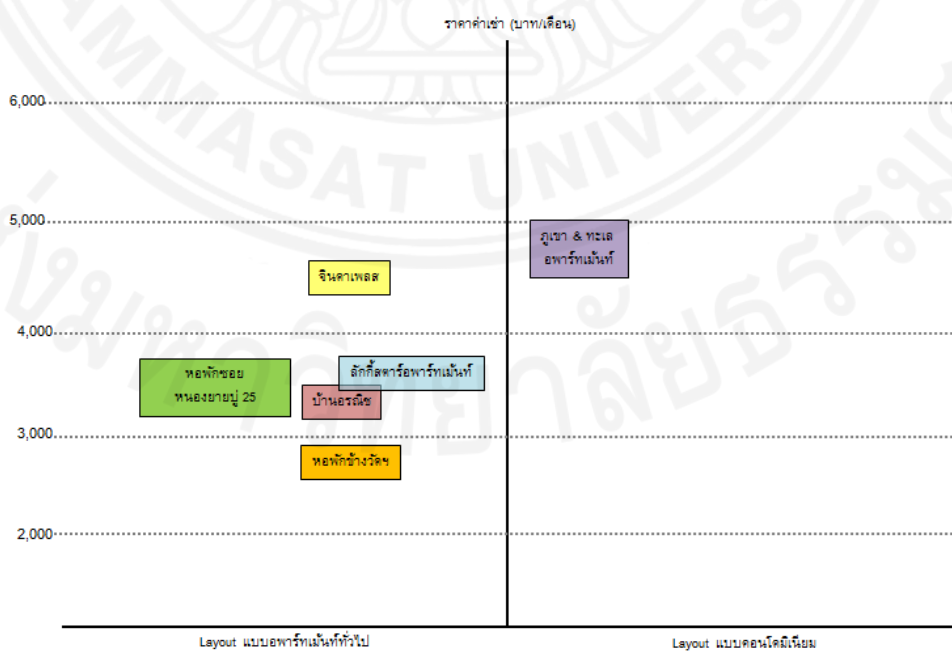 ราคาค่าเช่า (บาท/เดือน)
6,000
5,000
ภูเขา & ทะเล
อพาร์ทเม้นท์
จินดาเพลส
4,000
หอพักซอย
หนองยายบู่ 25
ลักกี้สตาร์อพาร์ทเม้นท์
บ้านอรณิช
3,000
หอพักข้างวัดฯ
2,000
Layout แบบอพาร์ทเม้นท์ทั่วไป
Layout แบบคอนโดมิเนียม